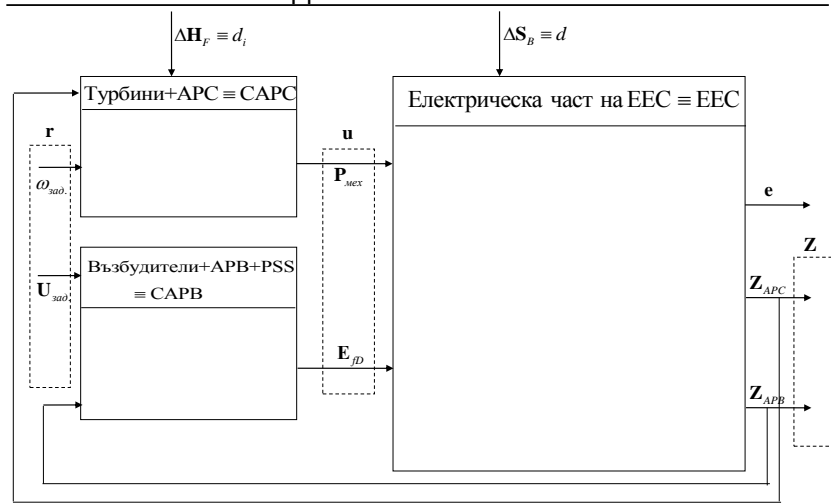 ΔH_F ≡ d_i
ΔS_B ≡ d
Турбини+АРС ≡ САРС
Електрическа част на ЕЕС ≡ ЕЕС
r
u
ω_зад.
P_мех
e
Възбудители+АРВ+PSS
≡ САРВ
Z
U_зад.
Z_АРС
E_fD
Z_АРВ